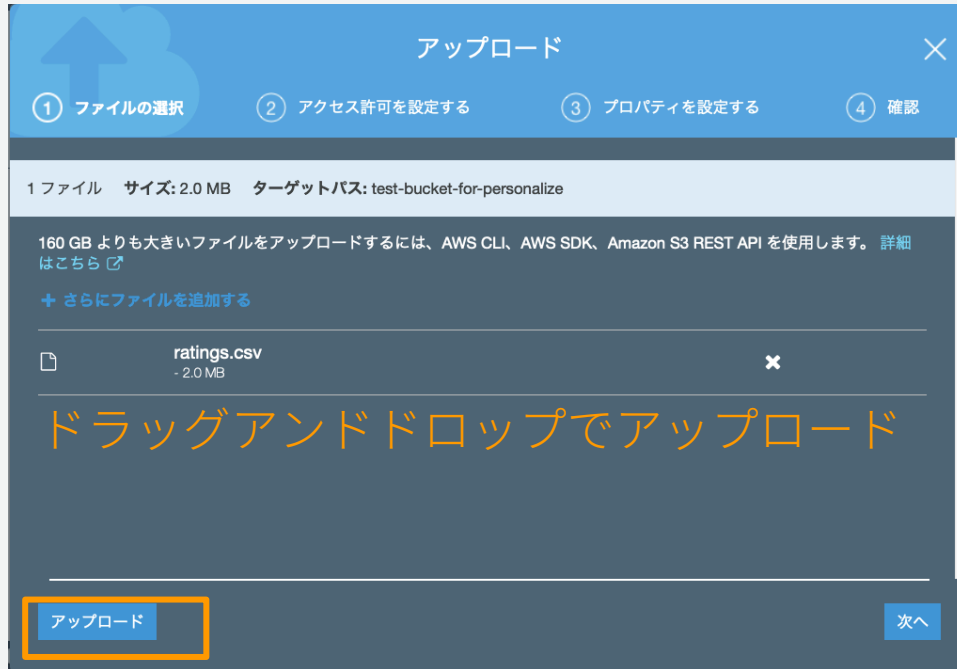 アップロード
1 ファイルの選択 2 アクセス許可を設定する 3 プロパティを設定する 4 確認
1 ファイル サイズ: 2.0 MB ターゲットパス: test-bucket-for-personalize
160 GB よりも大きいファイルをアップロードするには、AWS CLI、AWS SDK、Amazon S3 REST API を使用します。 詳細
はこちら
+ さらにファイルを追加する
ratings.csv
- 2.0 MB
ドラッグアンドドロップでアップロード
アップロード 次へ